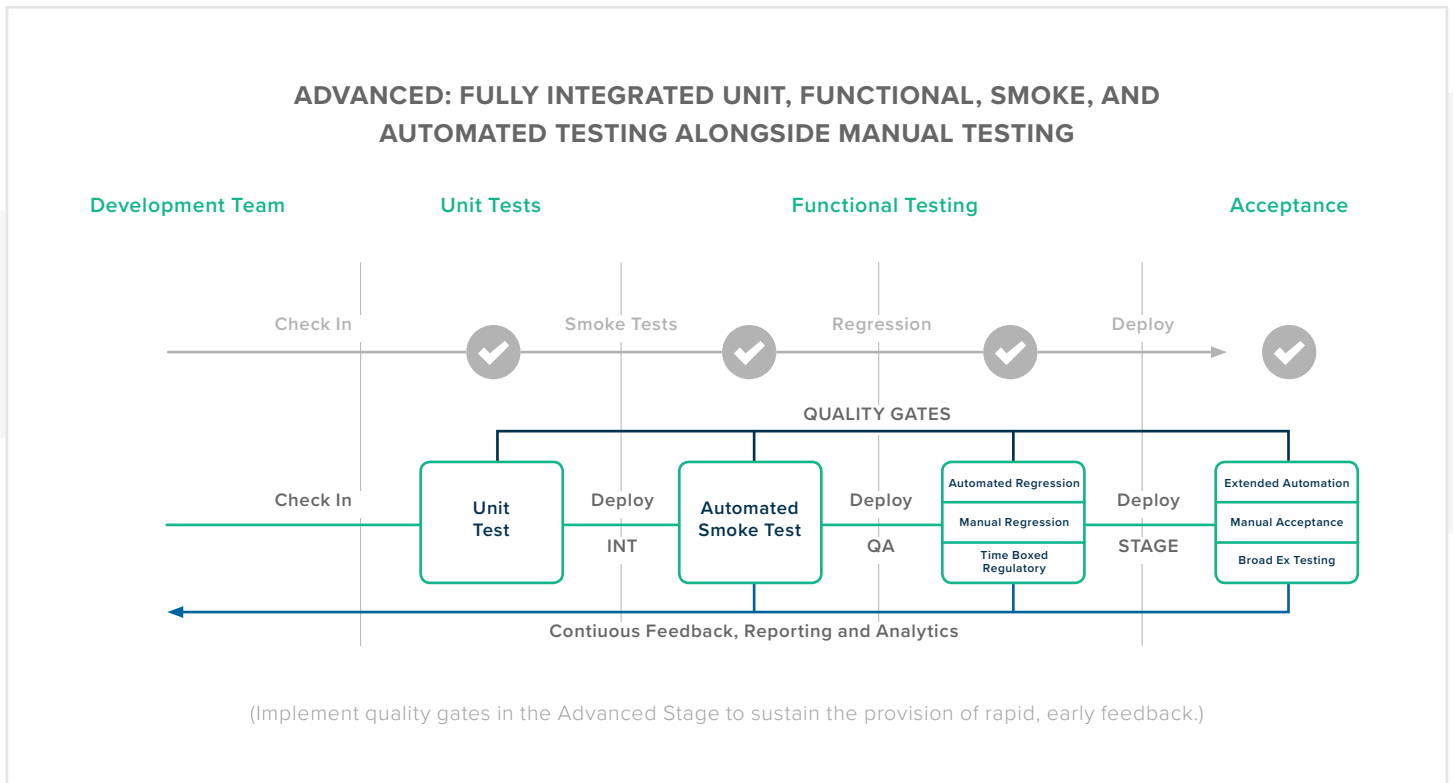 ADVANCED: FULLY INTEGRATED UNIT, FUNCTIONAL, SMOKE, AND
AUTOMATED TESTING ALONGSIDE MANUAL TESTING
Development Team
Unit Tests
Functional Testing
Acceptance
Check In
Smoke Tests
Regression
Deploy
QUALITY GATES
Check In
Unit
Test
Deploy
INT
Automated
Smoke Test
Deploy
QA
Automated Regression
Manual Regression
Time Boxed
Regulatory
Deploy
STAGE
Extended Automation
Manual Acceptance
Broad Ex Testing
Contiuous Feedback, Reporting and Analytics
(Implement quality gates in the Advanced Stage to sustain the provision of rapid, early feedback.)